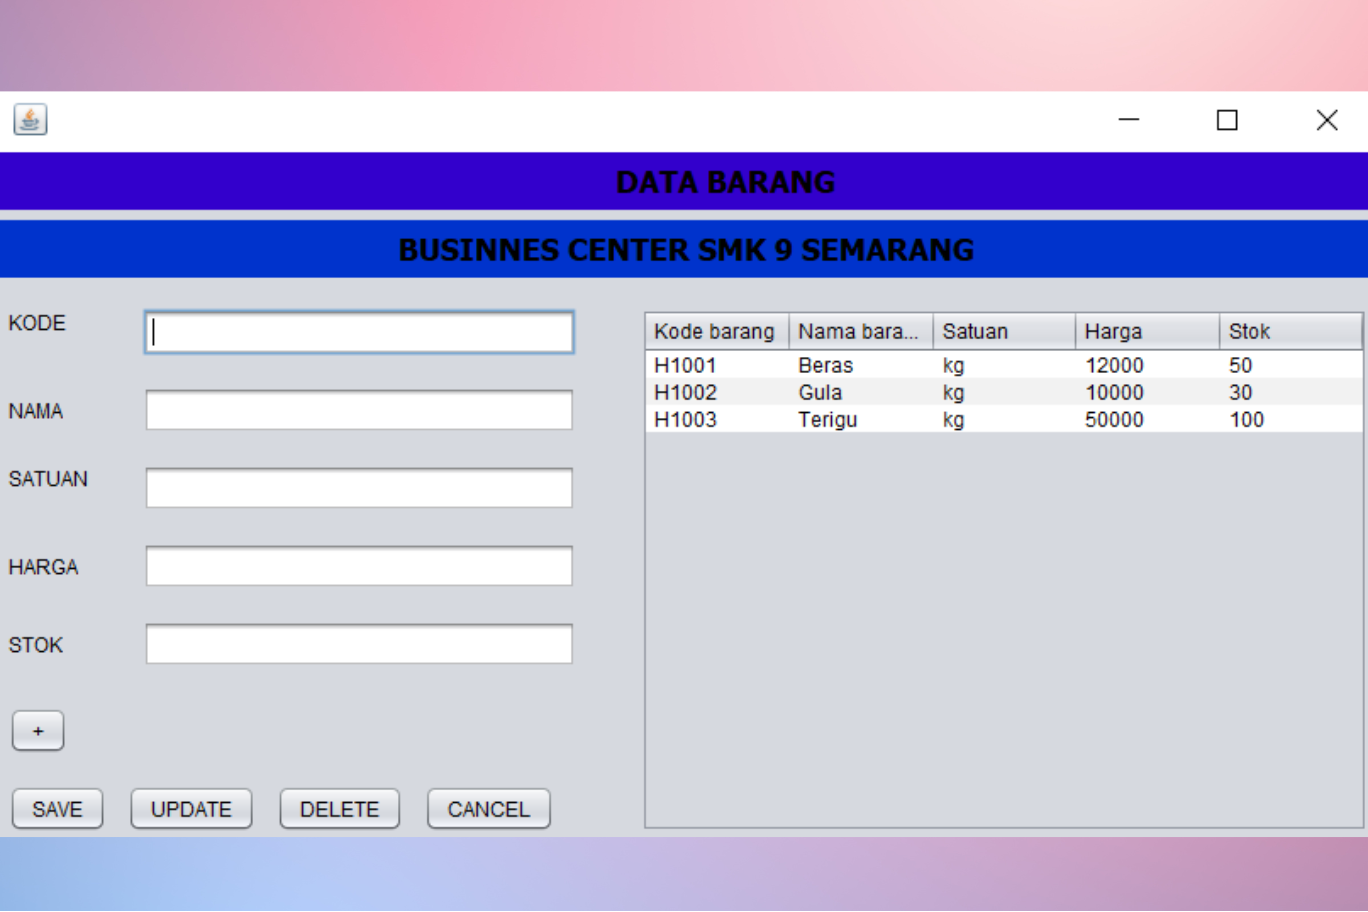 DATA BARANG
BUSINNES CENTER SMK 9 SEMARANG
KODE
NAMA
SATUAN
HARGA
STOK
+
SAVE UPDATE DELETE CANCEL
Kode barang Nama bara... Satuan Harga Stok
H1001 Beras kg 12000 50
H1002 Gula kg 10000 30
H1003 Terigu kg 50000 100